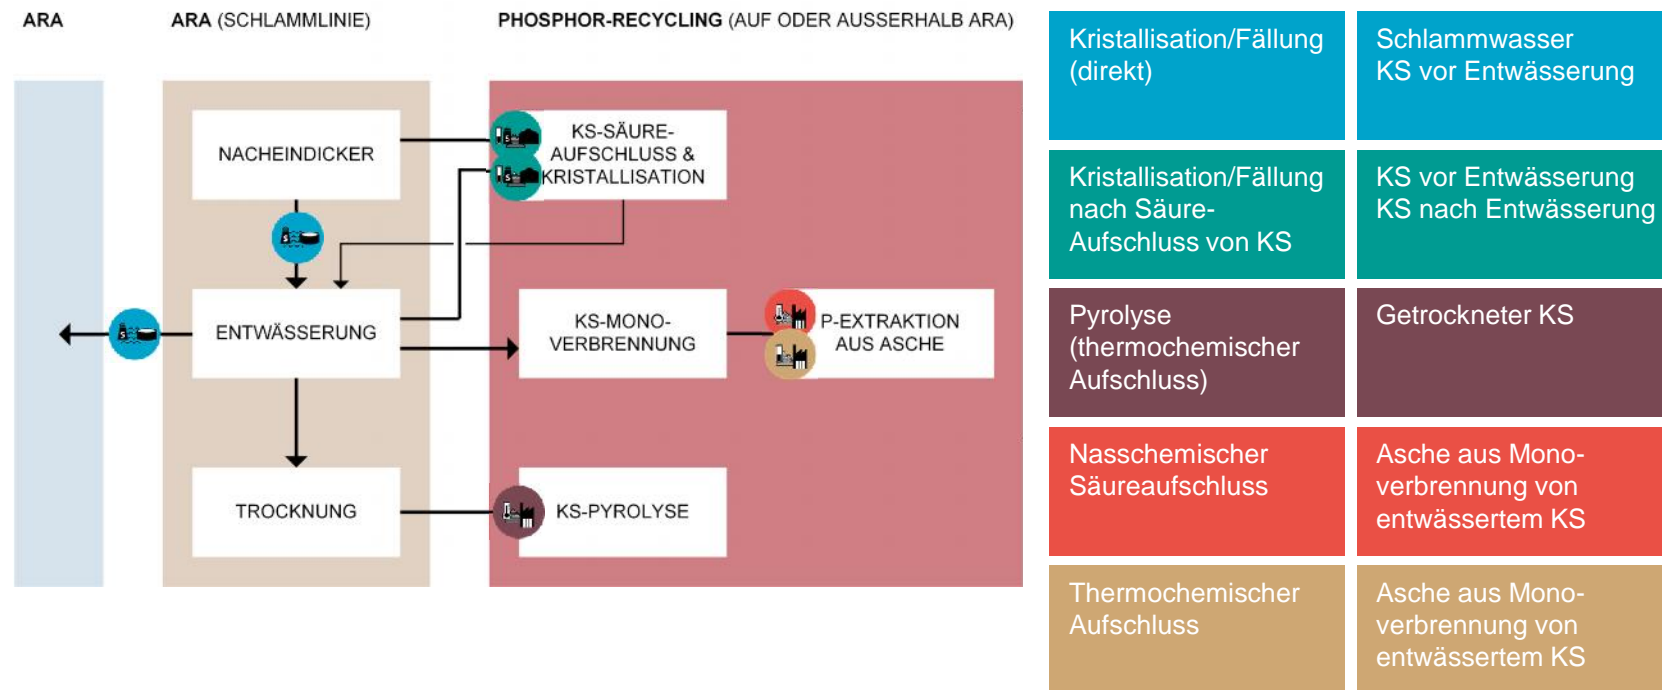 ARA
ARA (SCHLAMMLINIE)
PHOSPHOR-RECYCLING (AUF ODER AUSSERHALB ARA)
NACHEINDICKER
KS-SÄURE-
AUFSCHLUSS &
KRISTALLISATION
ENTWÄSSERUNG
KS-MONO-
VERBRENNUNG
P-EXTRAKTION
AUS ASCHE
TROCKNUNG
KS-PYROLYSE
Kristallisation/Fällung
(direkt)
Schlammwasser
KS vor Entwässerung
Kristallisation/Fällung
nach Säure-
Aufschluss von KS
KS vor Entwässerung
KS nach Entwässerung
Pyrolyse
(thermochemischer
Aufschluss)
Getrockneter KS
Nasschemischer
Säureaufschluss
Asche aus Mono-
verbrennung von
entwässertem KS
Thermochemischer
Aufschluss
Asche aus Mono-
verbrennung von
entwässertem KS